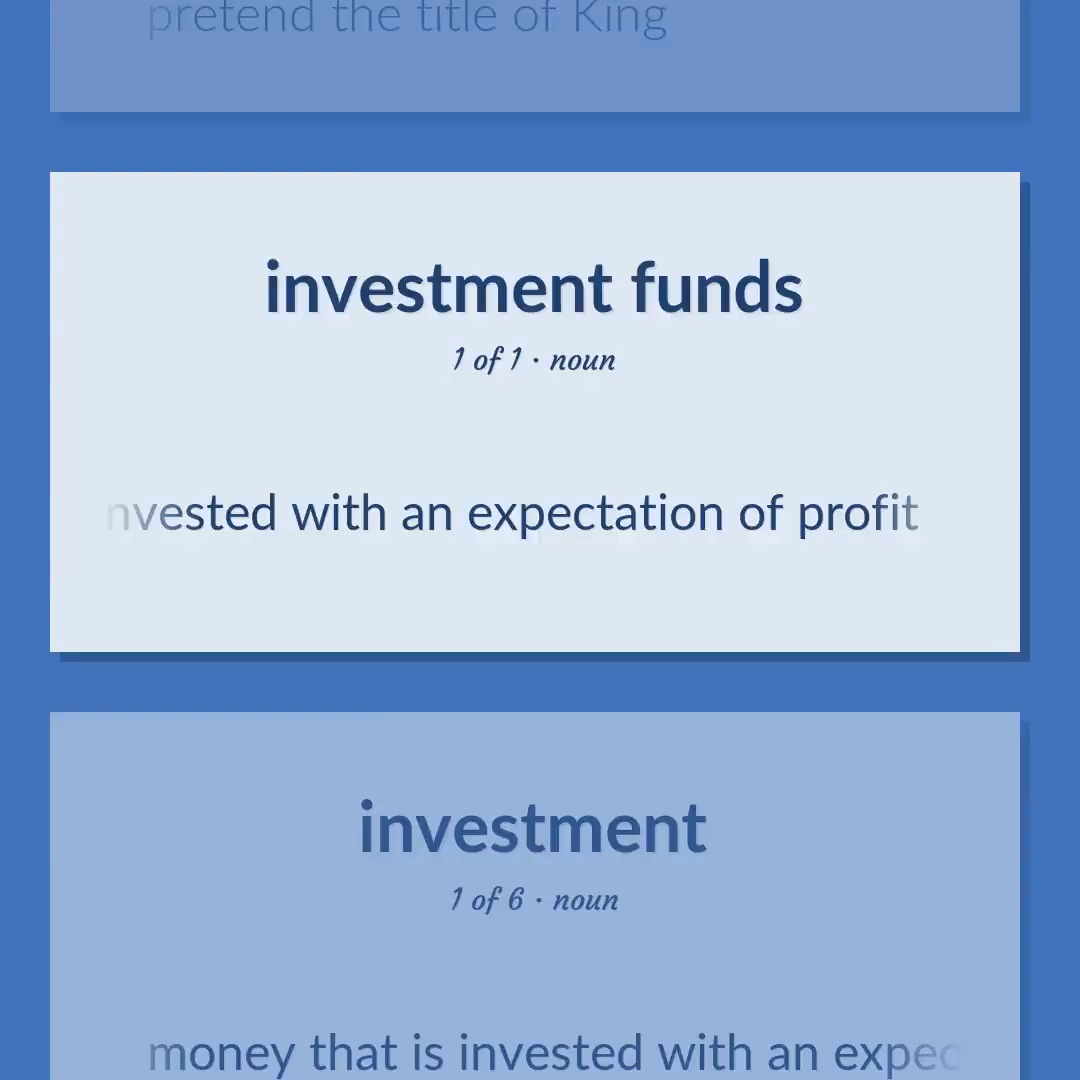 pretend the title of King
investment funds
1 of 1 · noun
nvested with an expectation of profit
investment
1 of 6 · noun
money that is invested with an expec